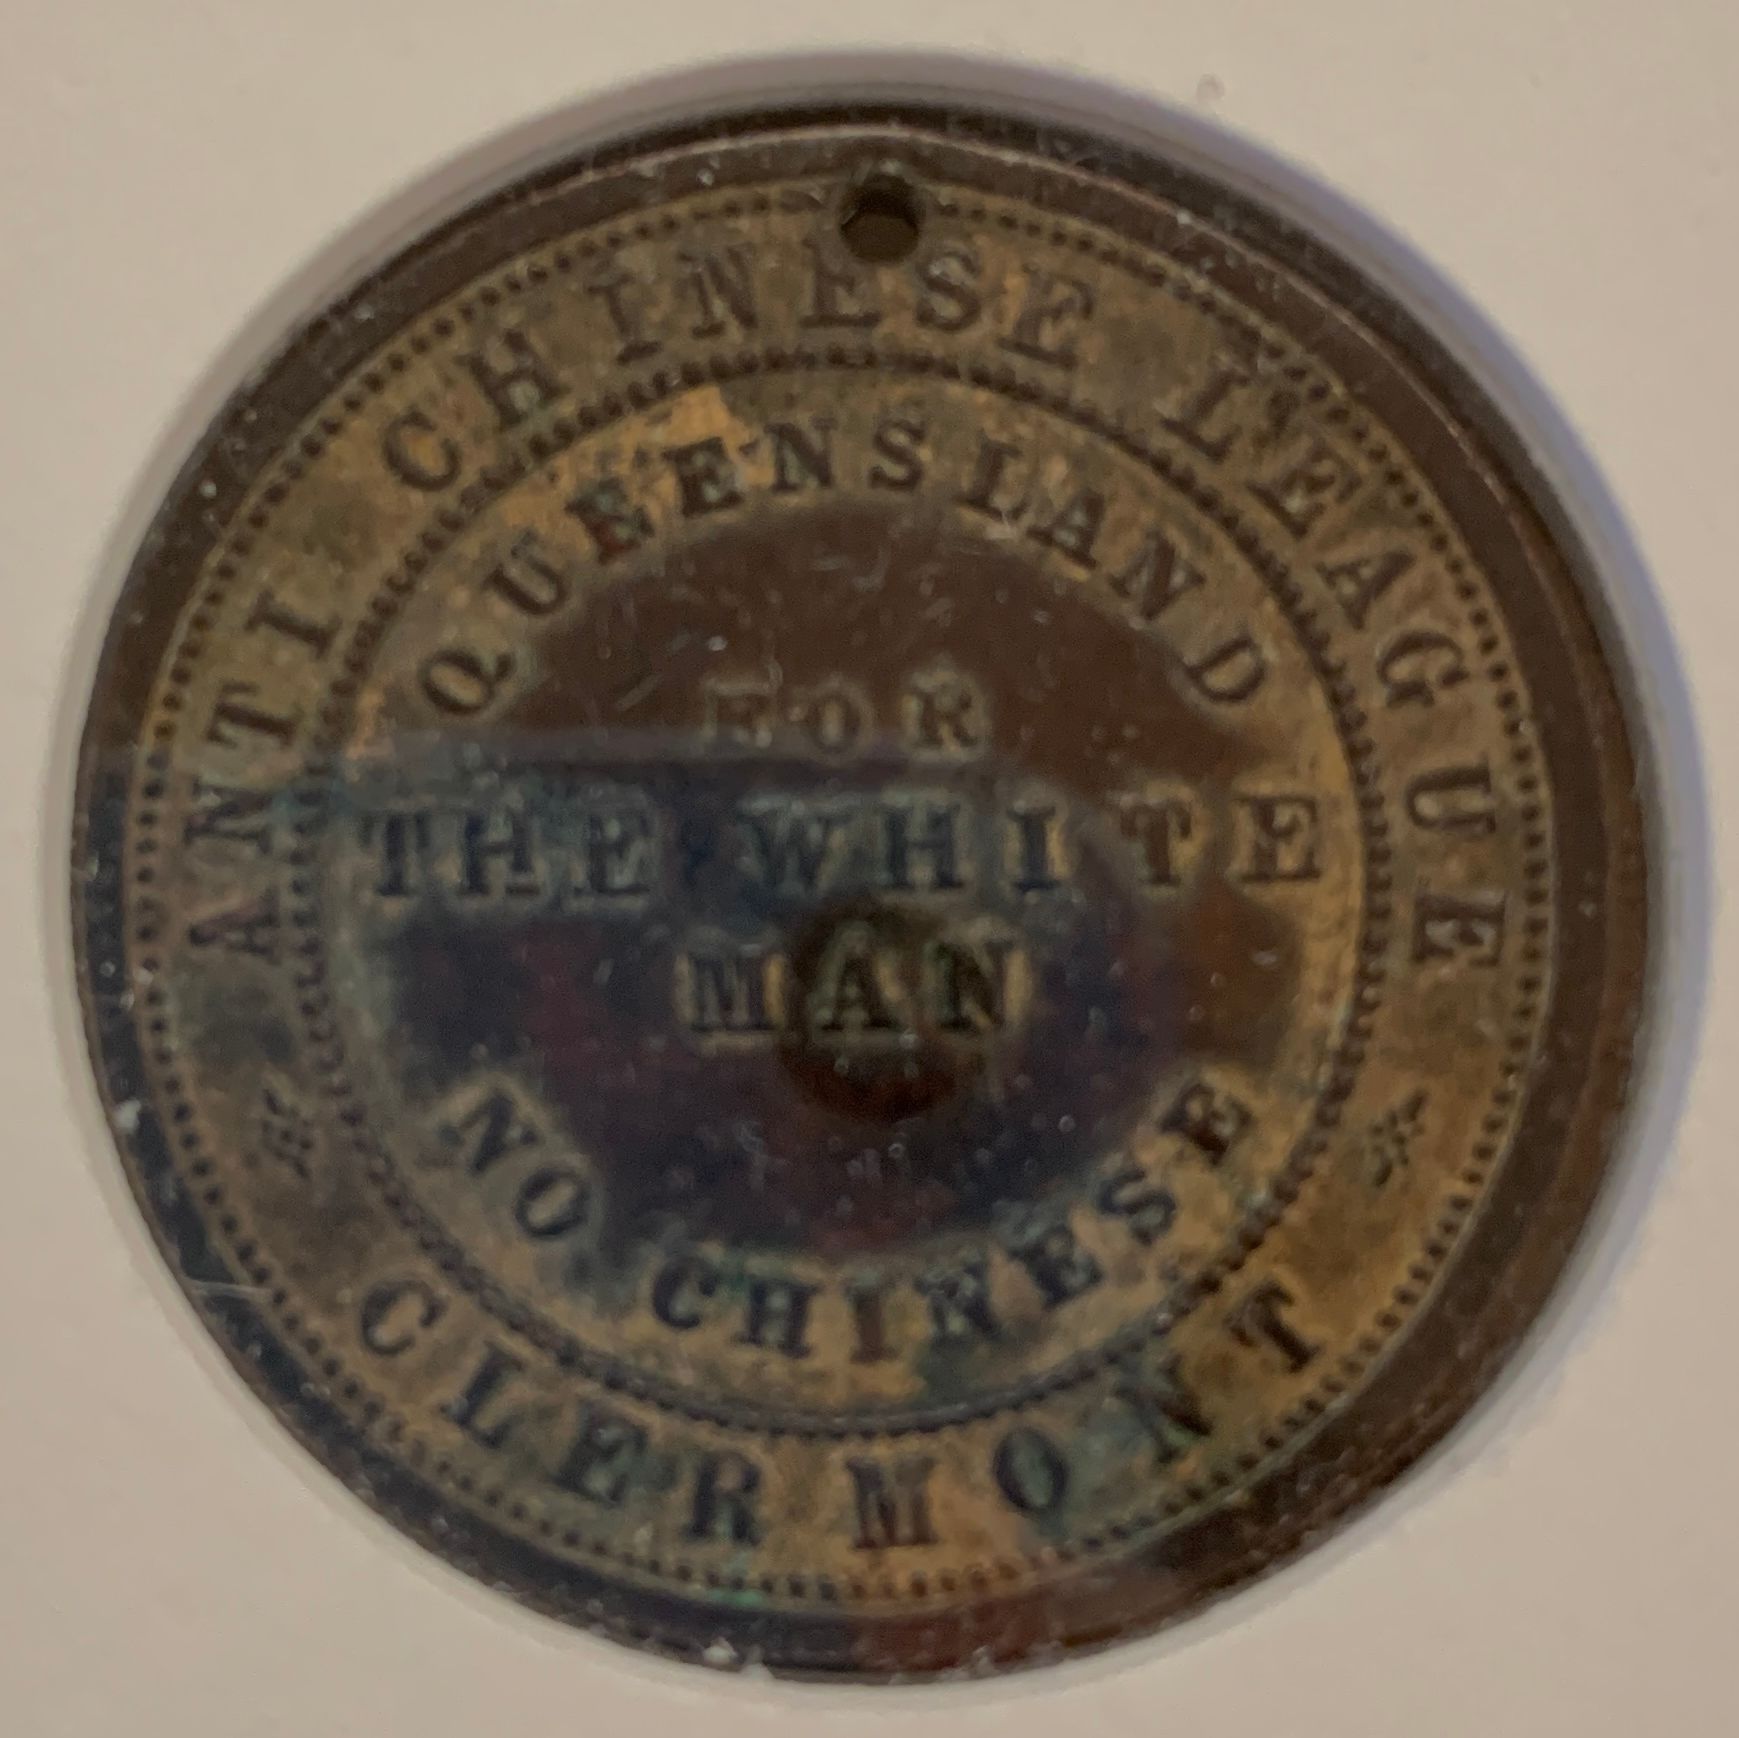 ANTI CHINESE LEAGUE
CLERMONT
QUEENSLAND
FOR
THE WHITE
MAN
NO CHINESE